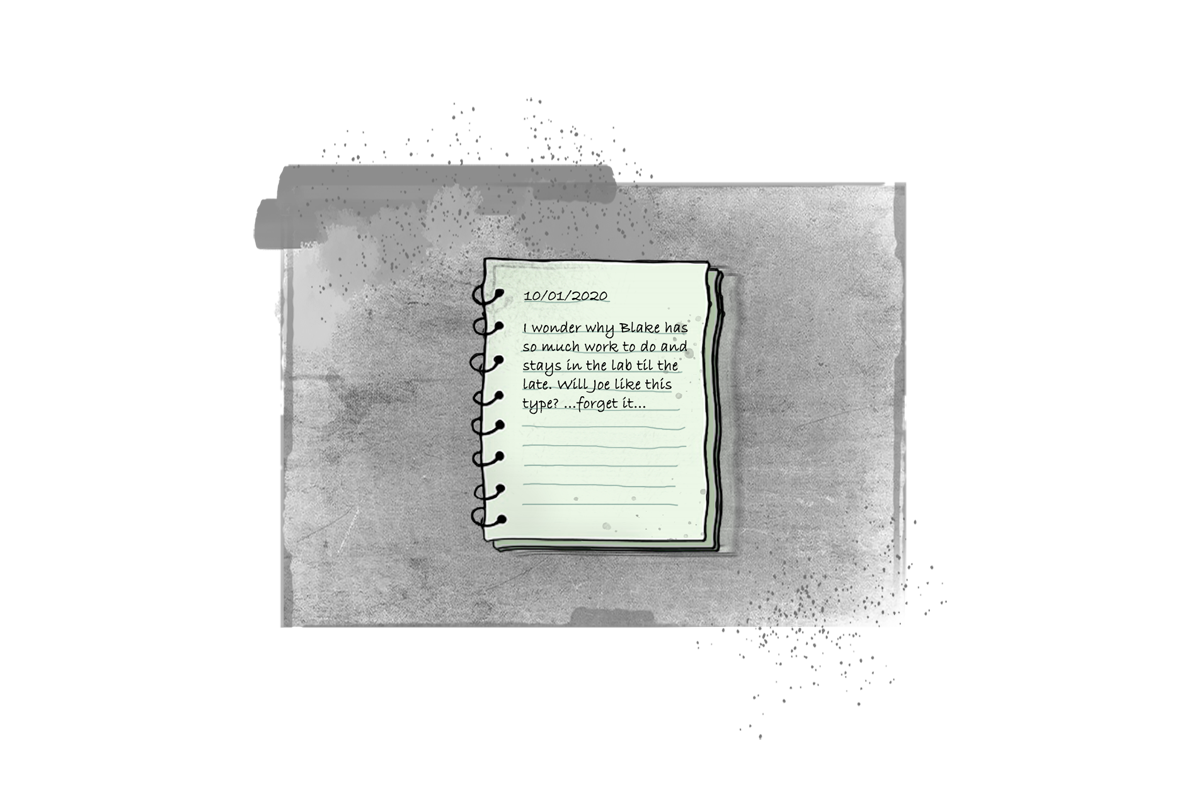 10/01/2020
I wonder why Blake has
so much work to do and
stays in the lab til the
late. Will Joe like this
type? ...forget it...